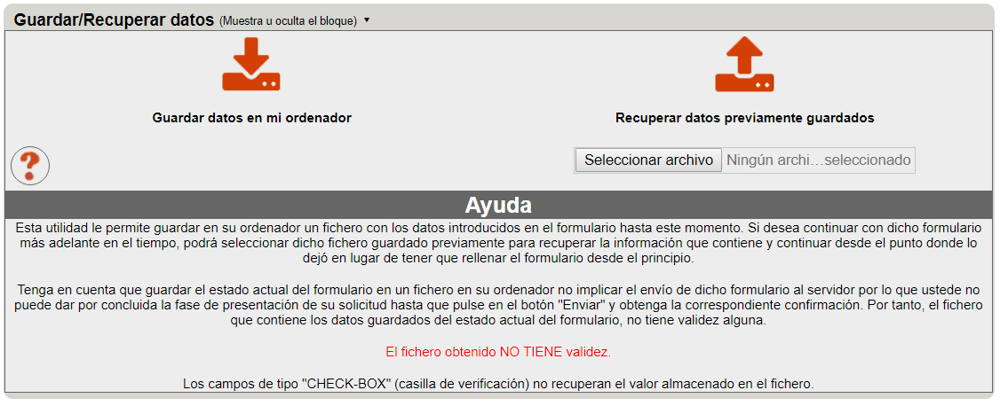 Guardar/Recuperar datos (Muestra u oculta el bloque)
Guardar datos en mi ordenador
Recuperar datos previamente guardados
Seleccionar archivo Ningún archi…seleccionado
?
Ayuda
Esta utilidad le permite guardar en su ordenador un fichero con los datos introducidos en el formulario hasta este momento. Si desea continuar con dicho formulario
más adelante en el tiempo, podrá seleccionar dicho fichero guardado previamente para recuperar la información que contiene y continuar desde el punto donde lo
dejó en lugar de tener que rellenar el formulario desde el principio.
Tenga en cuenta que guardar el estado actual del formulario en un fichero en su ordenador no implicar el envío de dicho formulario al servidor por lo que ustede no
puede dar por concluida la fase de presentación de su solicitud hasta que pulse en el botón "Enviar" y obtenga la correspondiente confirmación. Por tanto, el fichero
que contiene los datos guardados del estado actual del formulario, no tiene validez alguna.
El fichero obtenido NO TIENE validez.
Los campos de tipo "CHECK-BOX" (casilla de verificación) no recuperan el valor almacenado en el fichero.